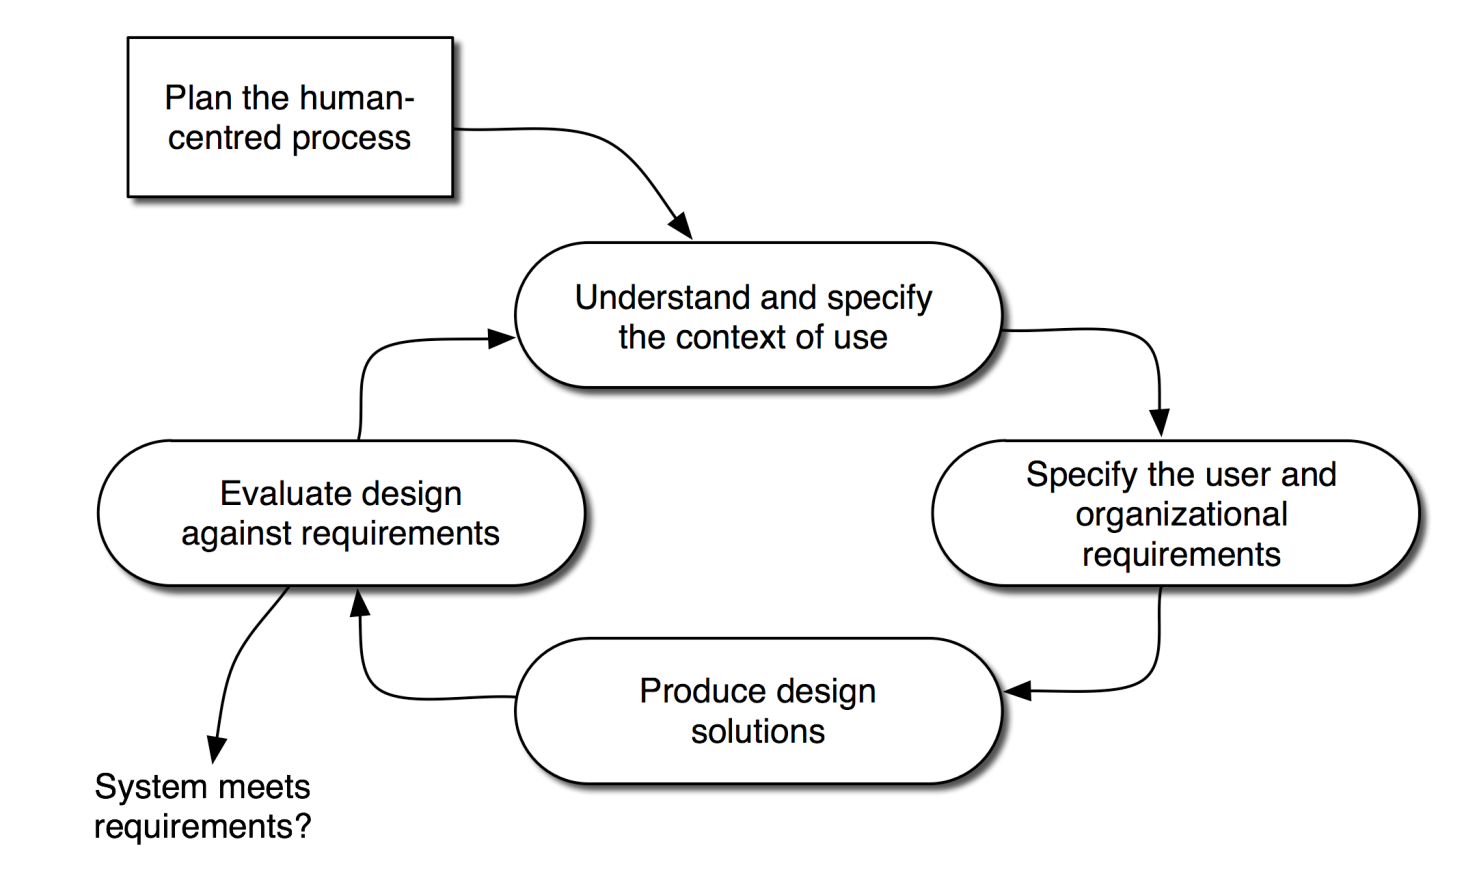 Plan the human-
centred process
Understand and specify
the context of use
Specify the user and
organizational
requirements
Produce design
solutions
Evaluate design
against requirements
System meets
requirements?